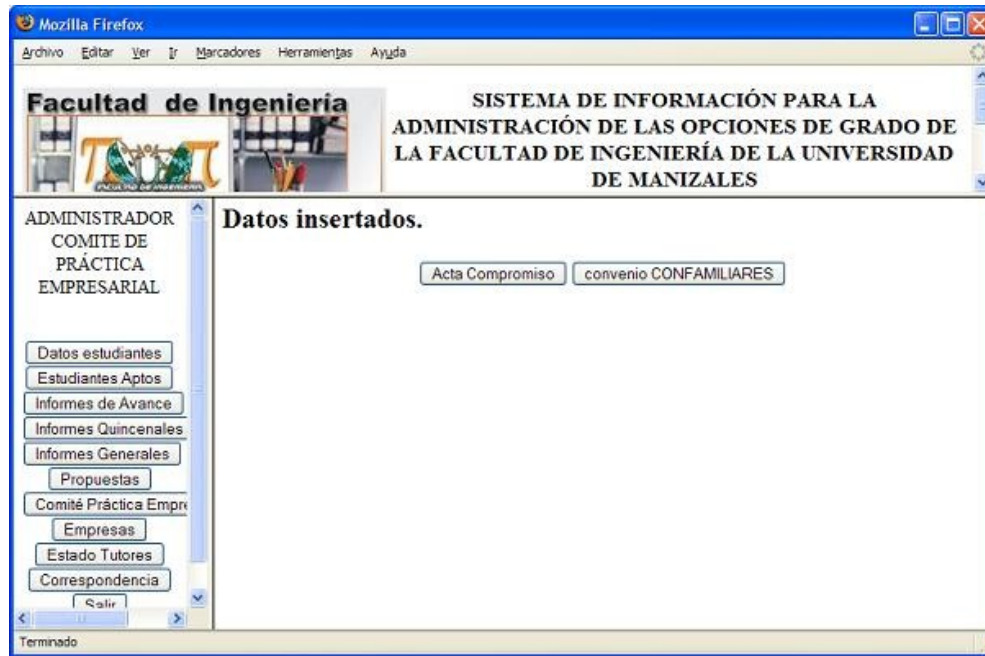 Mozilla Firefox
Archivo Editar Ver Ir Marcadores Herramientas Ayuda
Facultad de Ingeniería
FACULTAD DE INGENIERIA
SISTEMA DE INFORMACIÓN PARA LA
ADMINISTRACIÓN DE LAS OPCIONES DE GRADO DE
LA FACULTAD DE INGENIERÍA DE LA UNIVERSIDAD
DE MANIZALES
ADMINISTRADOR
COMITE DE
PRÁCTICA
EMPRESARIAL
Datos estudiantes
Estudiantes Aptos
Informes de Avance
Informes Quincenales
Informes Generales
Propuestas
Comité Práctica Empre
Empresas
Estado Tutores
Correspondencia
Salir
Datos insertados.
Acta Compromiso convenio CONFAMILIARES
Terminado